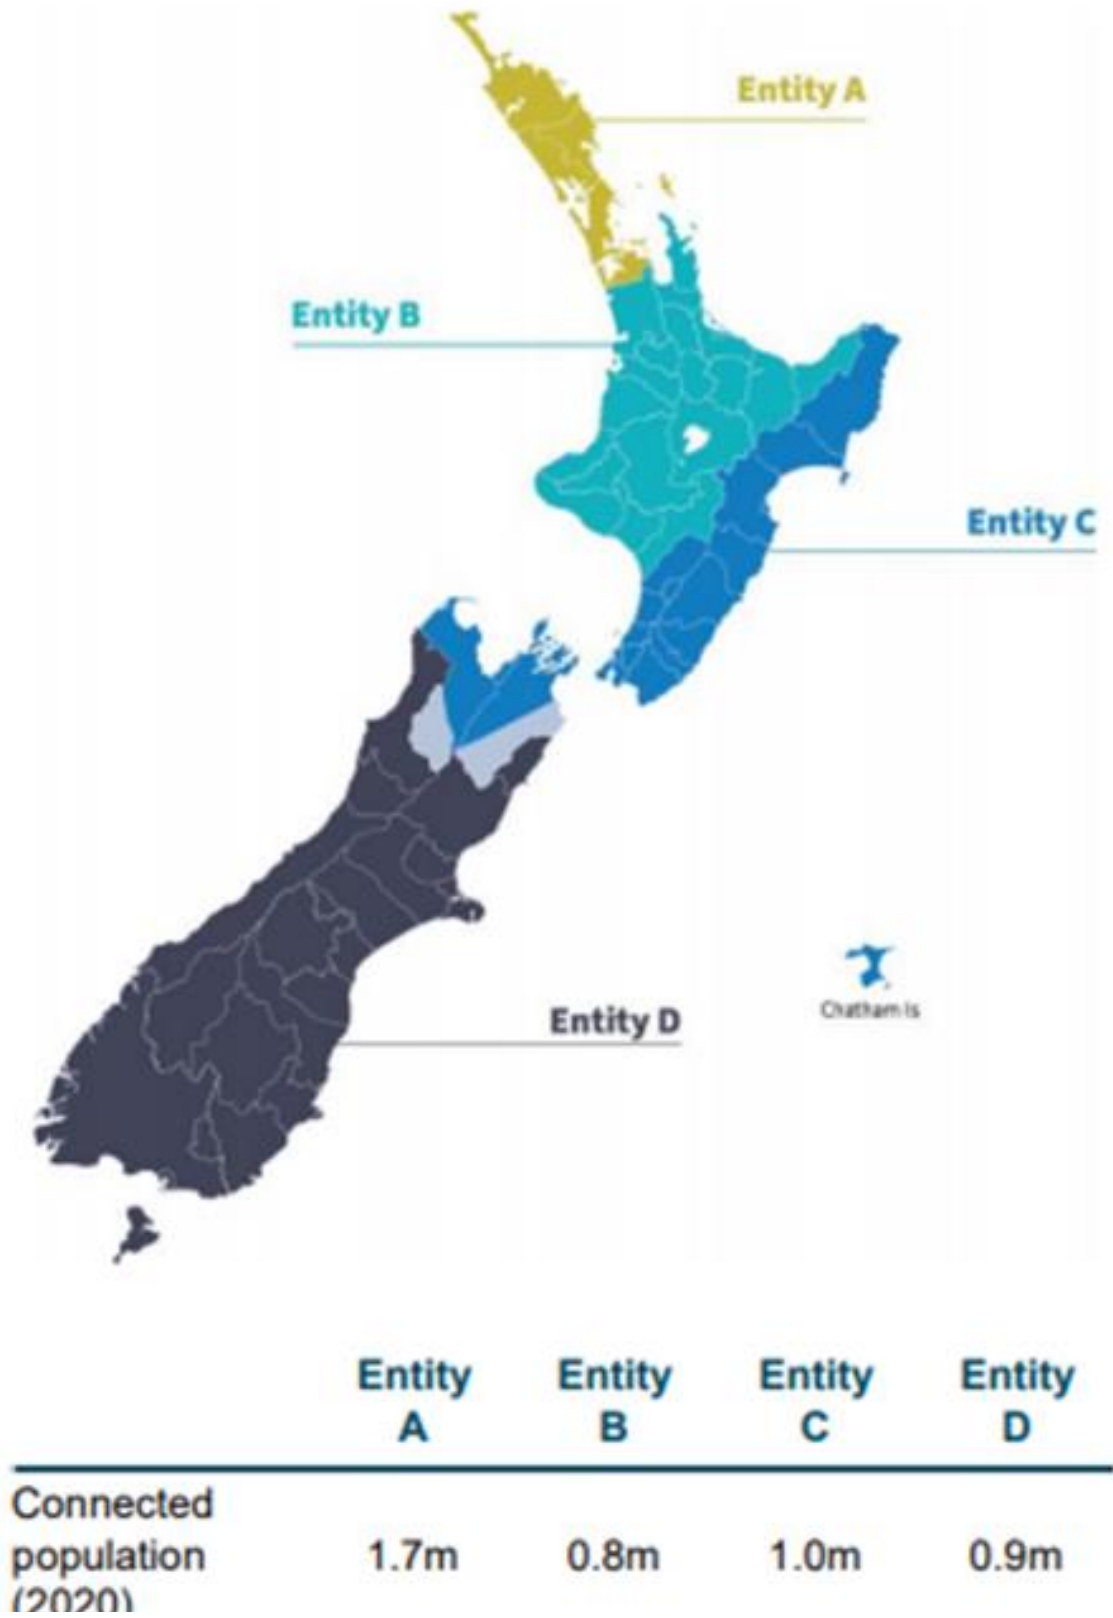 Entity A
Entity B
Entity C
Entity D
Chatham Is
Entity Entity Entity Entity
A B C D
Connected
population 1.7m 0.8m 1.0m 0.9m
(2020)